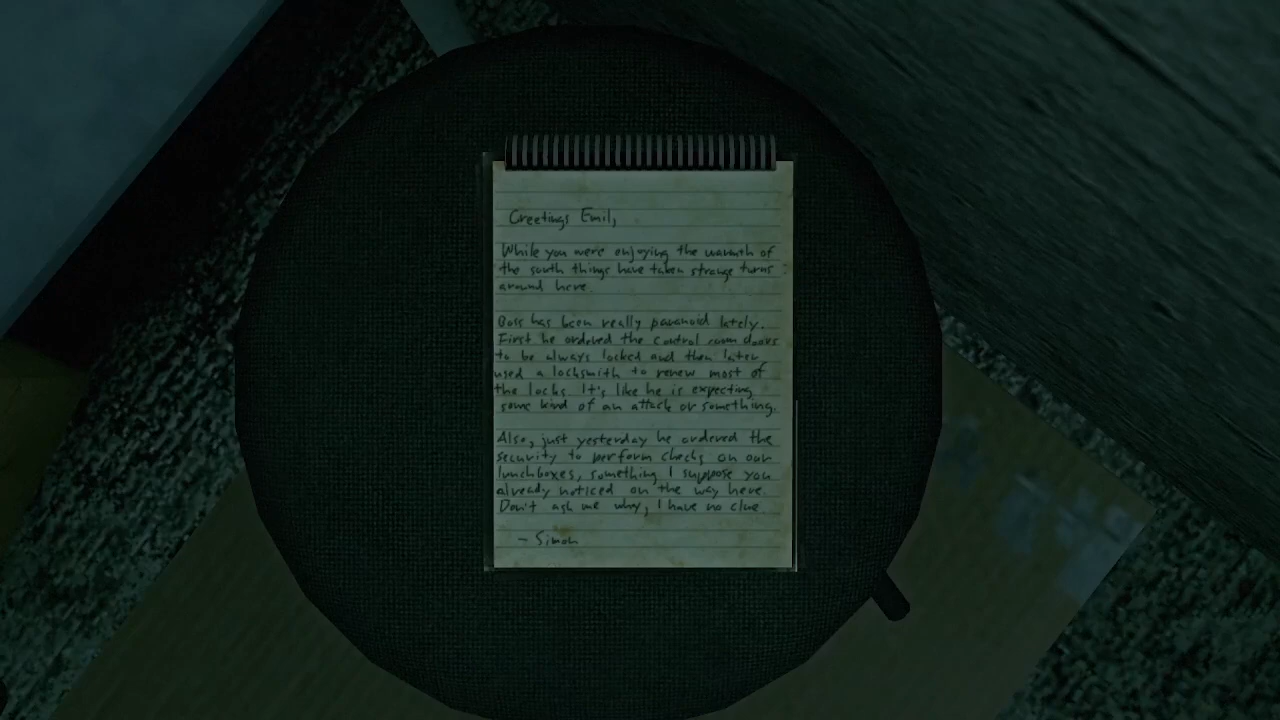 Greetings Emil,
While you were enjoying the warmth of
the south things have taken strange turns
around here.
Boss has been really paranoid lately.
First he ordered the control room doors
to be always locked and then later
used a locksmith to renew most of
the locks. It's like he is expecting
some kind of an attack or something.
Also, just yesterday he ordered the
security to perform checks on our
lunchboxes, something I suppose you
already noticed on the way here.
Don't ask me why, I have no clue.
- Simon